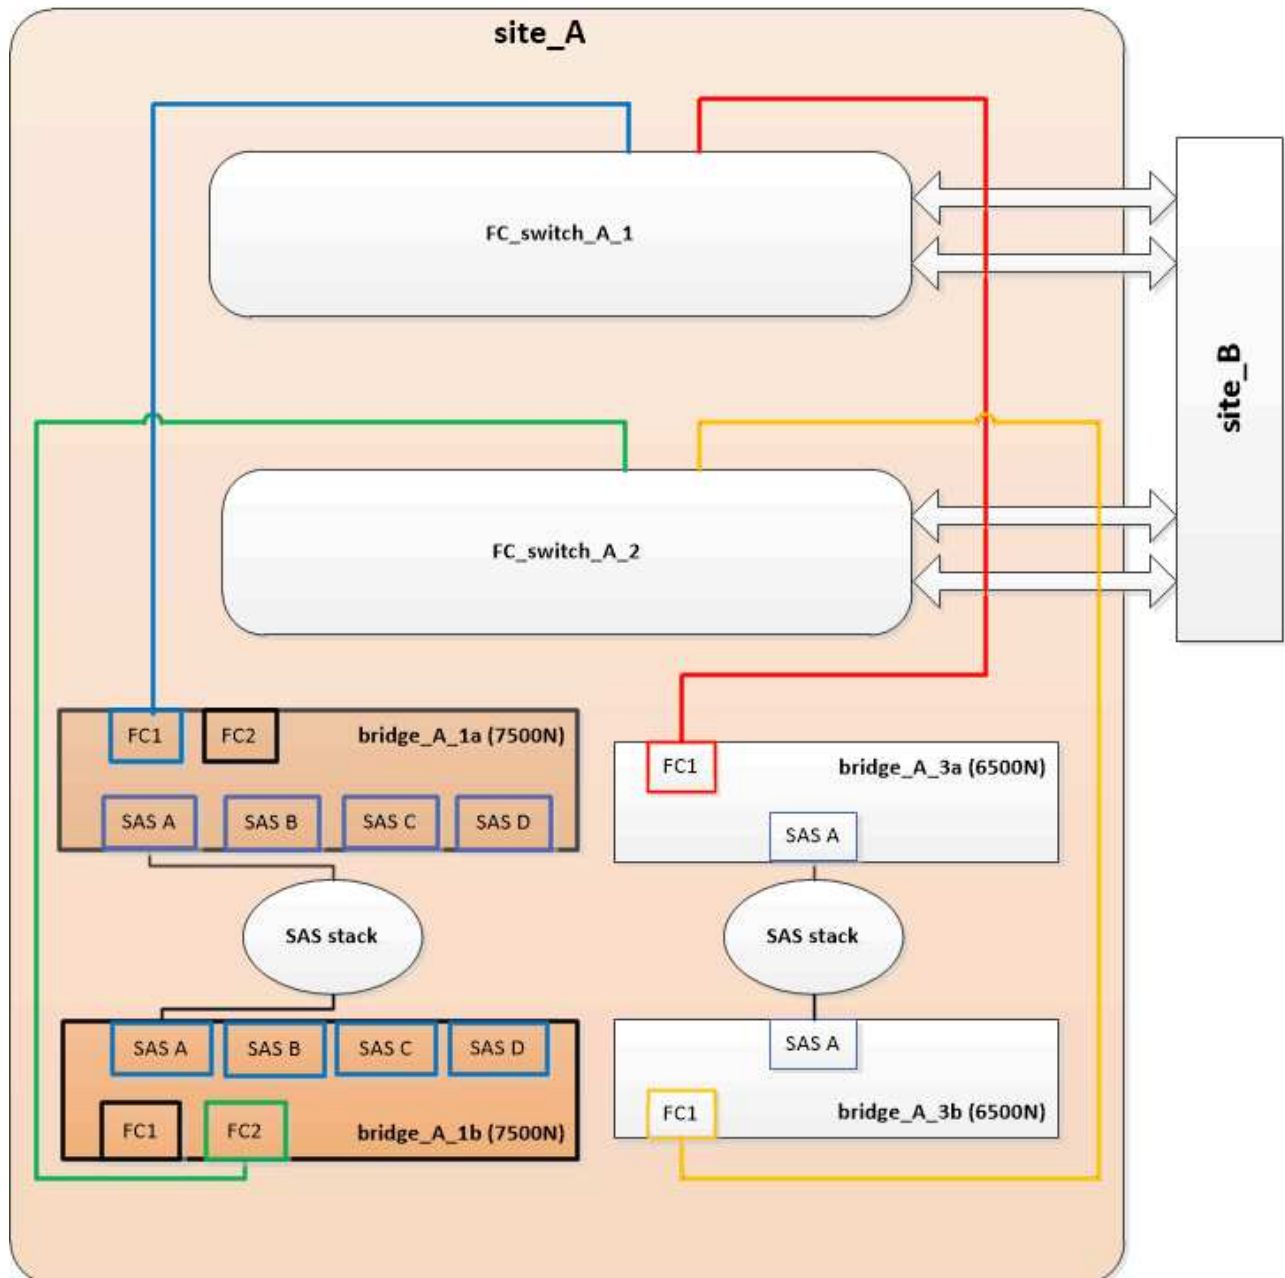 site_A
FC_switch_A_1
site_B
FC_switch_A_2
FC1
FC2
bridge_A_1a (7500N)
SAS A
SAS B
SAS C
SAS D
FC1
bridge_A_3a (6500N)
SAS A
SAS stack
SAS stack
SAS A
SAS B
SAS C
SAS D
FC1
FC2
bridge_A_1b (7500N)
SAS A
FC1
bridge_A_3b (6500N)